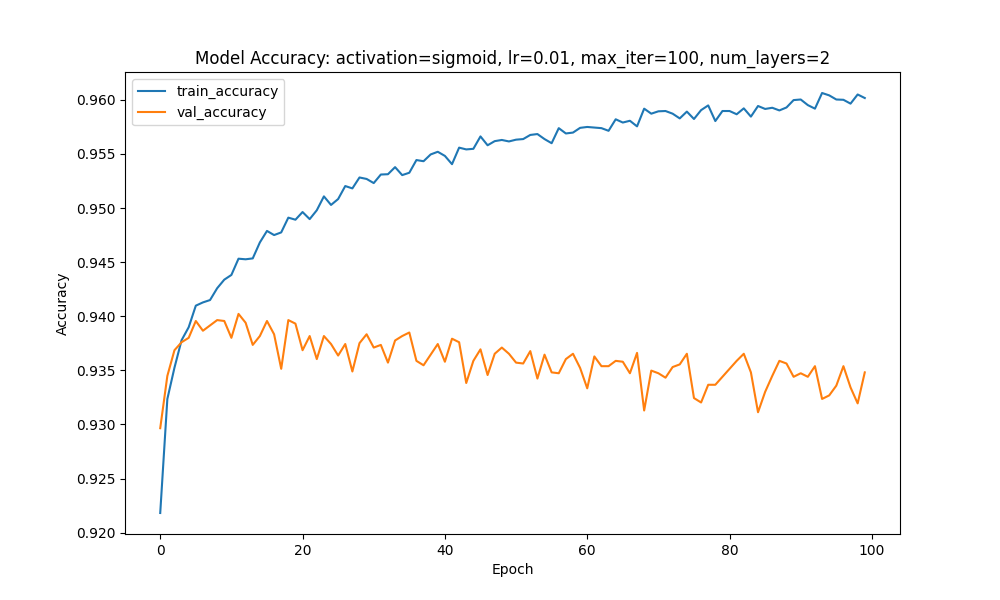 Model Accuracy: activation=sigmoid, lr=0.01, max_iter=100, num_layers=2
train_accuracy
val_accuracy
0.960
0.955
0.950
0.945
0.940
0.935
0.930
0.925
0.920
Accuracy
0 20 40 60 80 100
Epoch